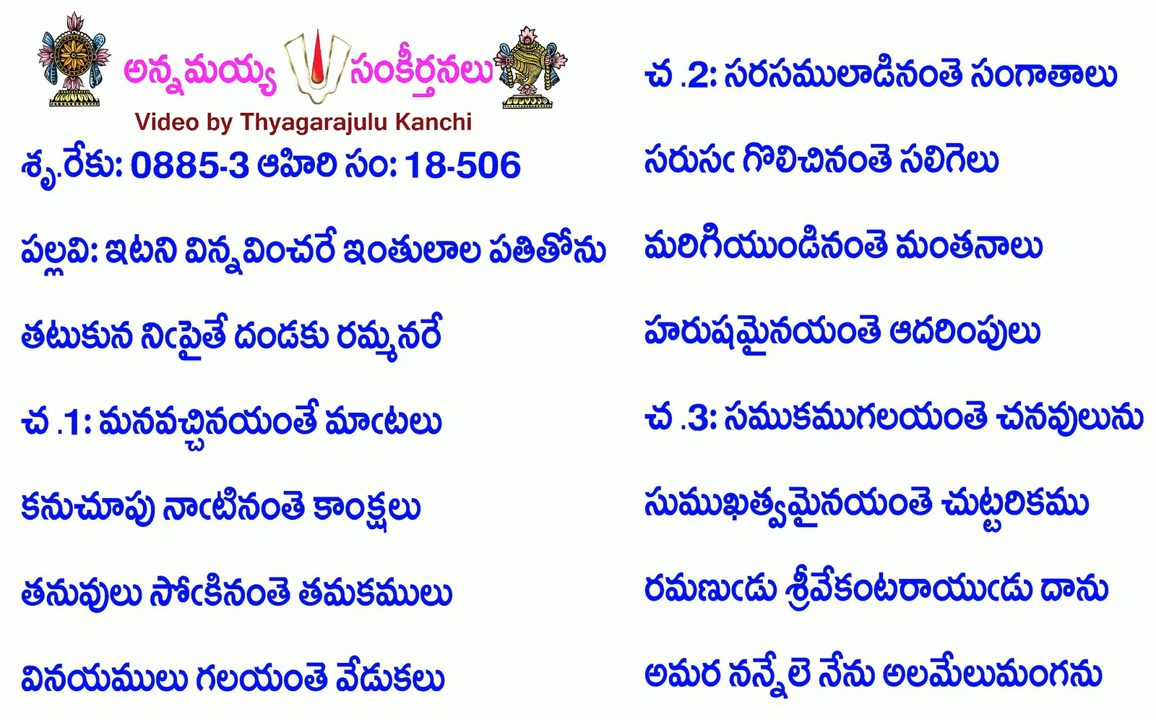 అన్నమయ్య సంకీర్తనలు
Video by Thyagarajulu Kanchi
శృ.రేకు: 0885-3 ఆహిరి సం: 18-506
పల్లవి: ఇటని విన్నవించరే ఇంతులాల పతితోను
తటుకున నిఁపైతే దండకు రమ్మనరే
చ .1: మనవచ్చినయంతే మాఁటలు
కనుచూపు నాఁటినంతె కాంక్షలు
తనువులు సోఁకినంతె తమకములు
వినయములు గలయంతె వేడుకలు
చ .2: సరసములాడినంతె సంగాతాలు
సరుసఁ గొలిచినంతె సలిగెలు
మరిగియుండినంతె మంతనాలు
హరుషమైనయంతె ఆదరింపులు
చ .3: సముకముగలయంతె చనవులును
సుముఖత్వమైనయంతె చుట్టరికము
రమణుఁడు శ్రీవేకంటరాయుఁడు దాను
అమర నన్నేలె నేను అలమేలుమంగను